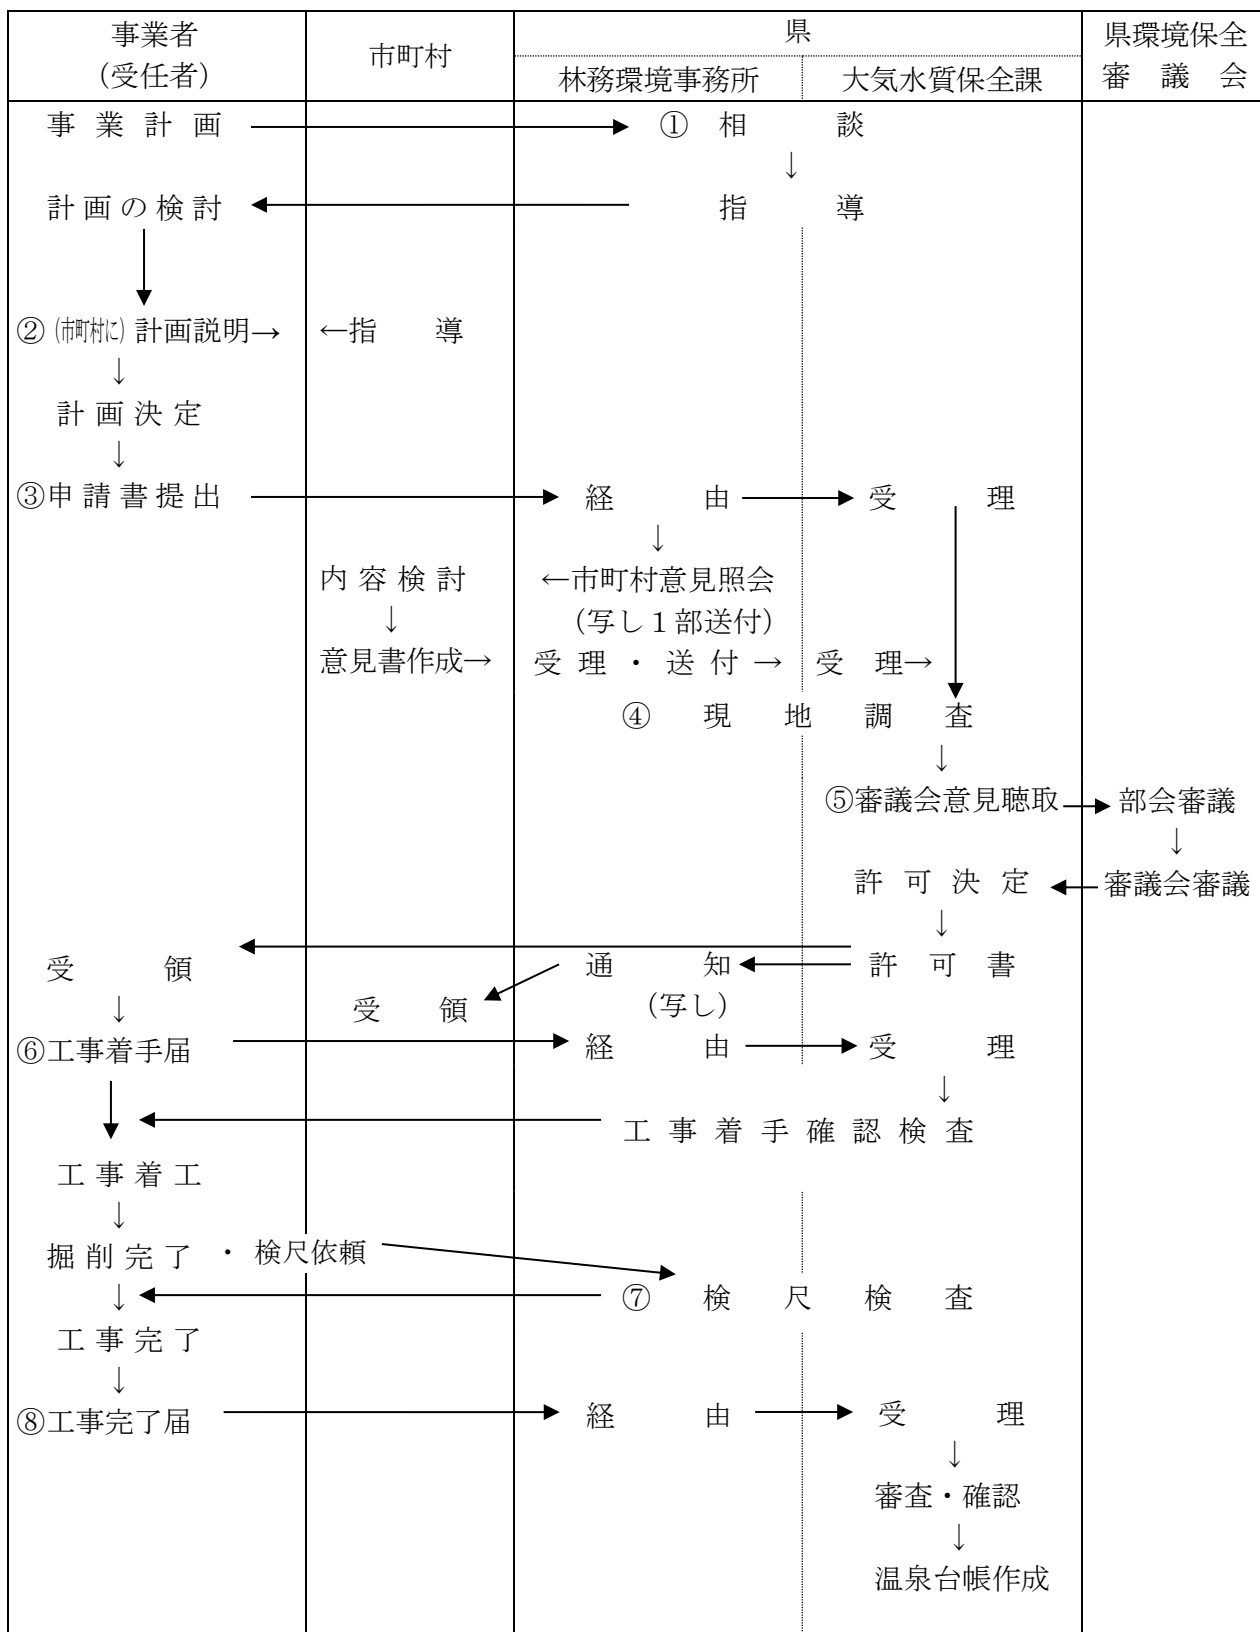 事業者
（受任者）
市町村
県
林務環境事務所
大気水質保全課
県環境保全
審議会
事業計画
① 相談
↓
計画の検討
指導
②（市町村に）計画説明→
←指導
↓
計画決定
↓
③申請書提出
経由
受理
↓
内容検討
←市町村意見照会
↓
（写し１部送付）
意見書作成→
受理・送付→
受理→
④ 現地調査
↓
⑤審議会意見聴取
部会審議
↓
許可決定
審議会審議
↓
受領
通知
許可書
↓
受領
（写し）
⑥工事着手届
経由
受理
↓
工事着手確認検査
工事着工
↓
掘削完了・検尺依頼
↓
⑦ 検尺検査
工事完了
↓
⑧工事完了届
経由
受理
↓
審査・確認
↓
温泉台帳作成